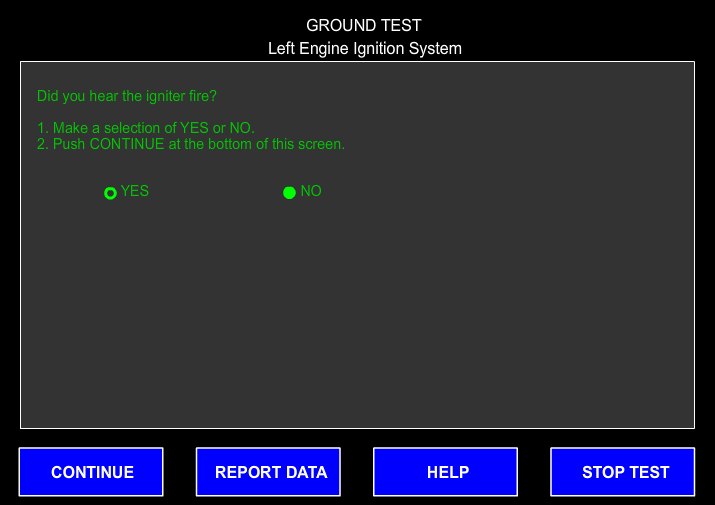 GROUND TEST
Left Engine Ignition System
Did you hear the igniter fire?
1. Make a selection of YES or NO.
2. Push CONTINUE at the bottom of this screen.
YES NO
CONTINUE REPORT DATA HELP STOP TEST